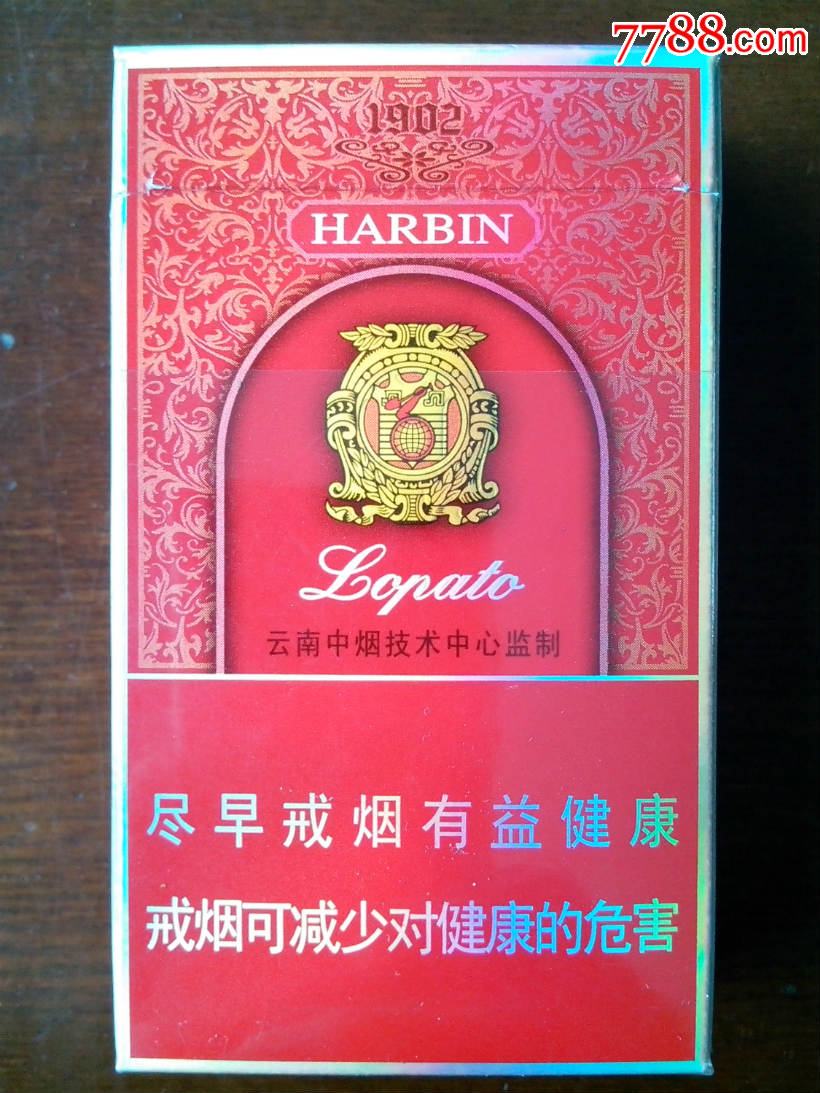 7788.com
1902
HARBIN
Lopato
云南中烟技术中心监制
尽早戒烟有益健康
戒烟可减少对健康的危害